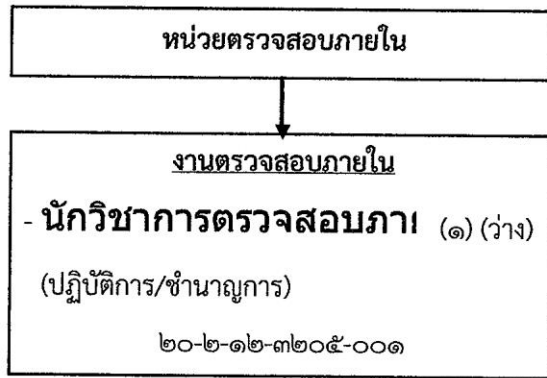 หน่วยตรวจสอบภายใน
งานตรวจสอบภายใน
- นักวิชาการตรวจสอบภา (๑) (ว่าง)
(ปฏิบัติการ/ชำนาญการ)
๒๐-๒-๑๒-๓๒๐๕-๐๐๑